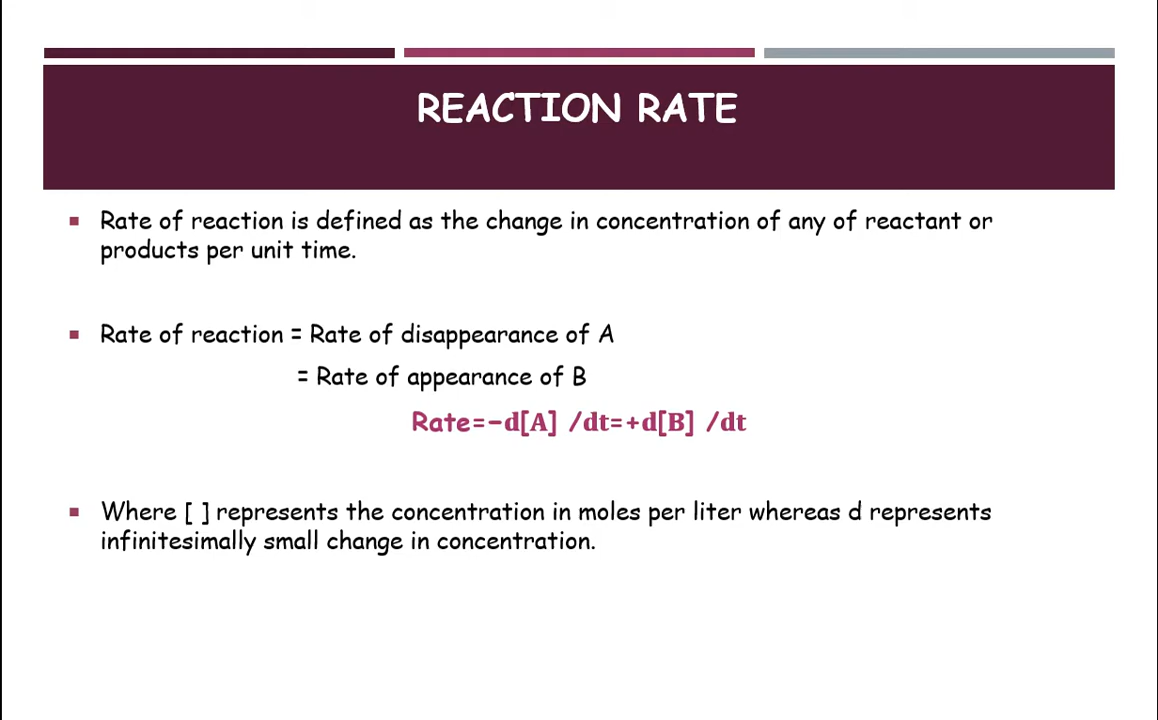 REACTION RATE
Rate of reaction is defined as the change in concentration of any of reactant or
products per unit time.
Rate of reaction = Rate of disappearance of A
= Rate of appearance of B
Rate=−d[A] /dt=+d[B] /dt
Where [ ] represents the concentration in moles per liter whereas d represents
infinitesimally small change in concentration.